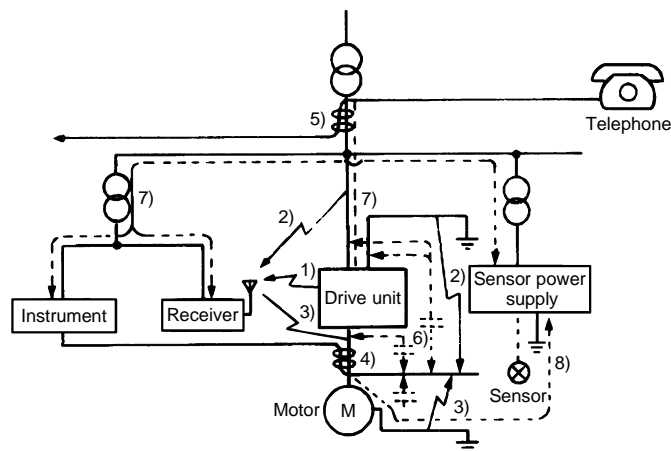 Telephone
5)
7)
2)
7)
1)
2)
Drive unit
Sensor power
supply
Instrument
Receiver
3)
6)
4)
8)
Sensor
3)
Motor
M